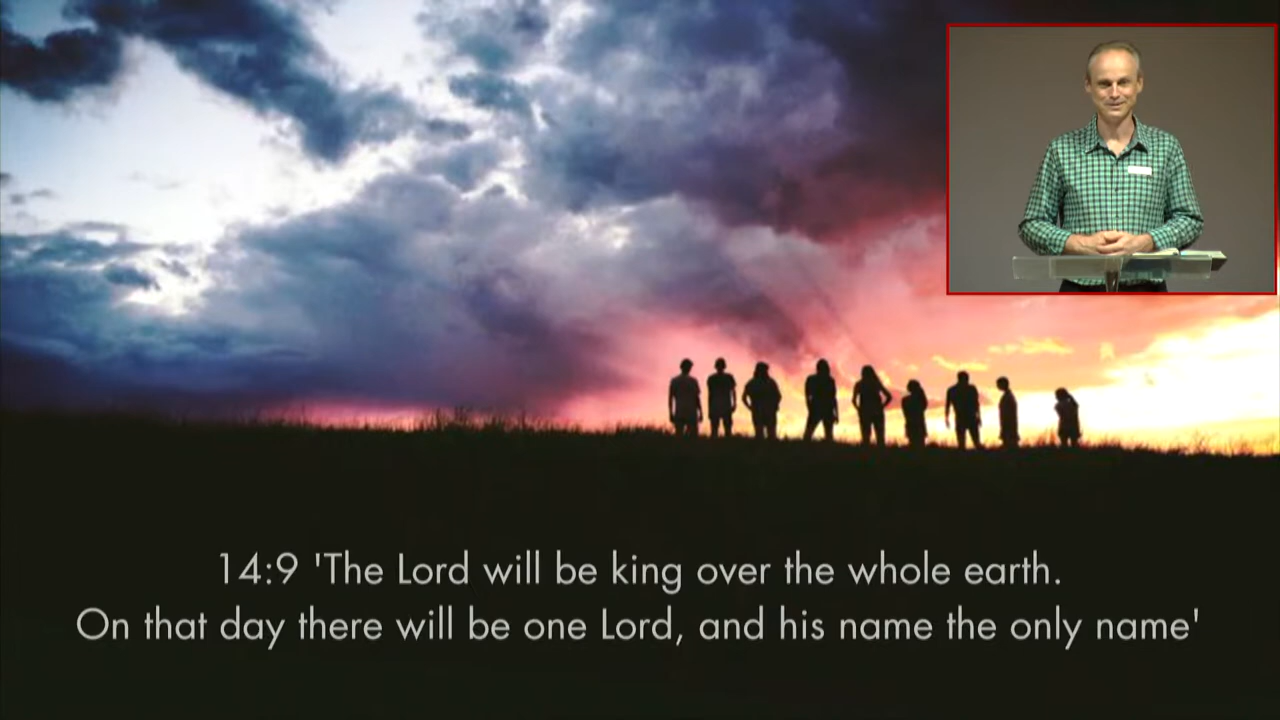 14:9 'The Lord will be king over the whole earth.
On that day there will be one Lord, and his name the only name'